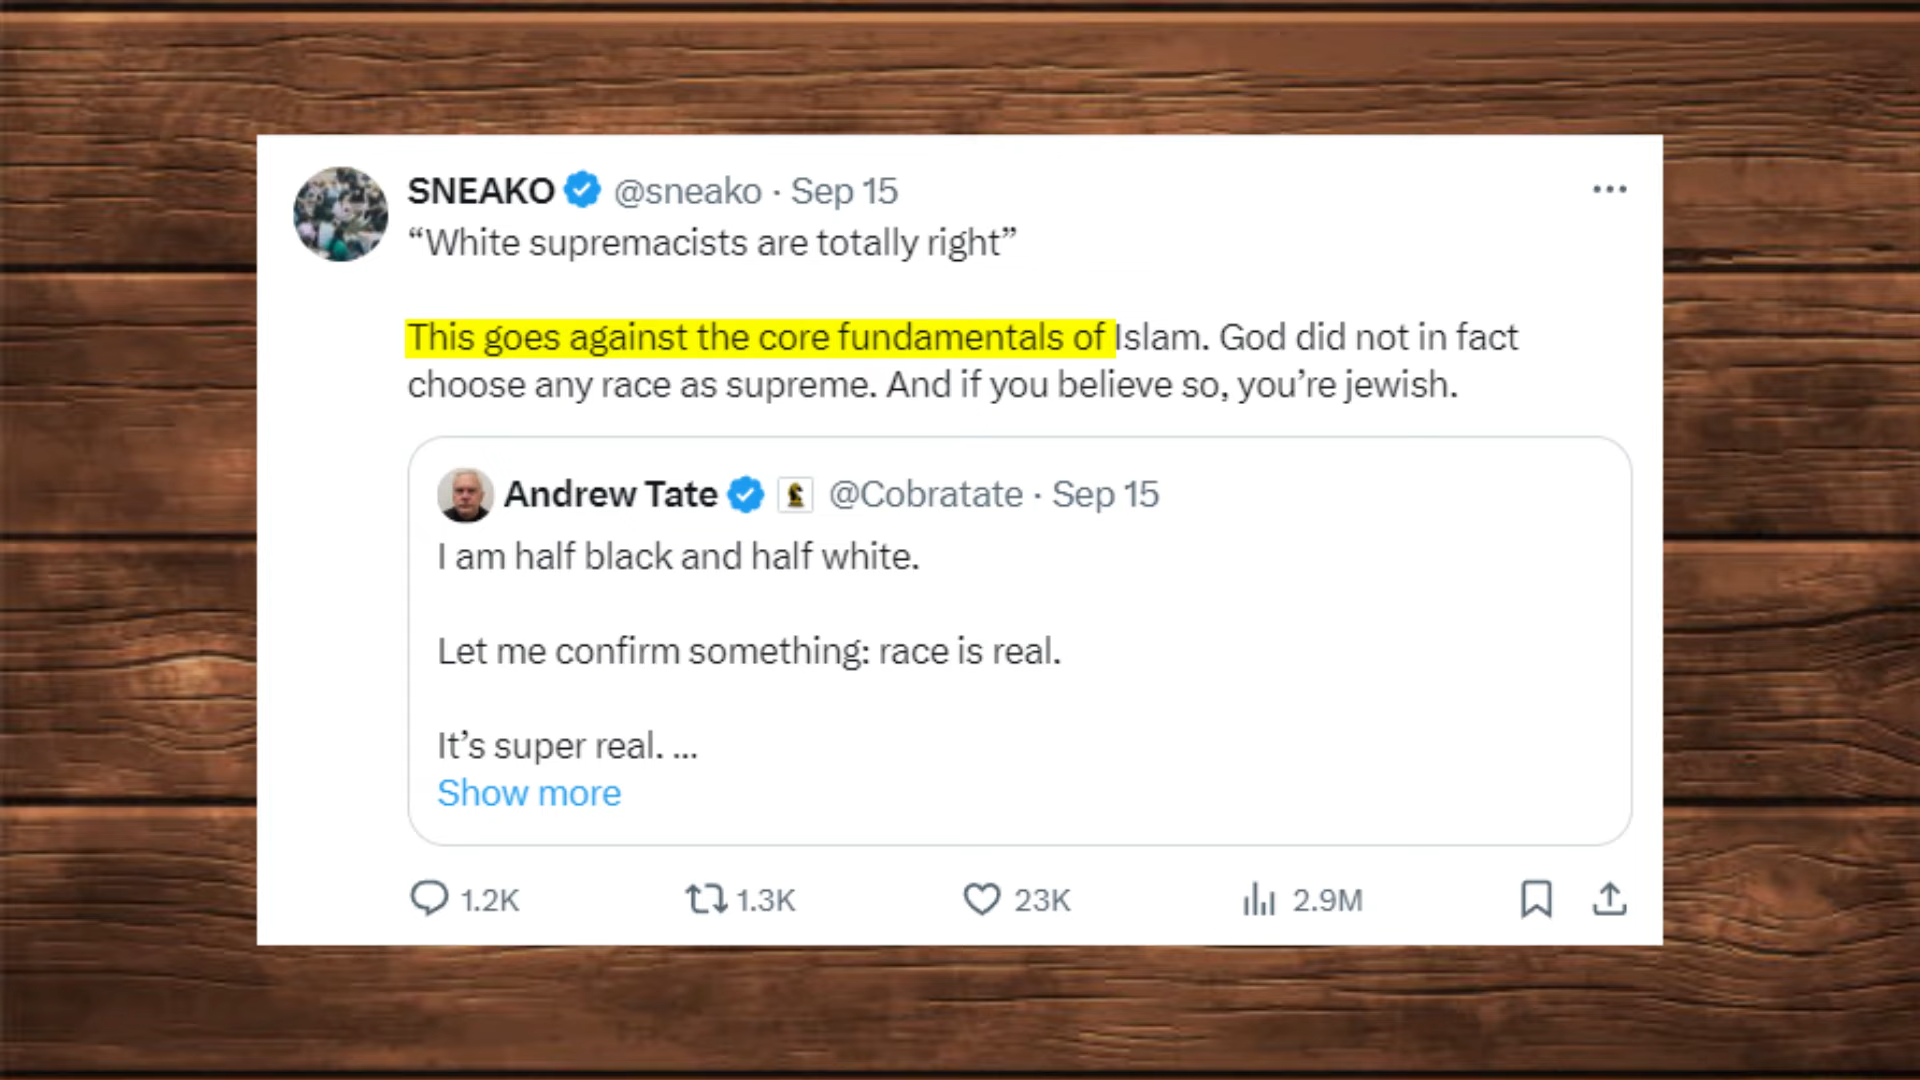 SNEAKO @sneako · Sep 15
“White supremacists are totally right”
This goes against the core fundamentals of Islam. God did not in fact
choose any race as supreme. And if you believe so, you’re jewish.
Andrew Tate @Cobratate · Sep 15
I am half black and half white.
Let me confirm something: race is real.
It’s super real. ...
Show more
1.2K 1.3K 23K 2.9M